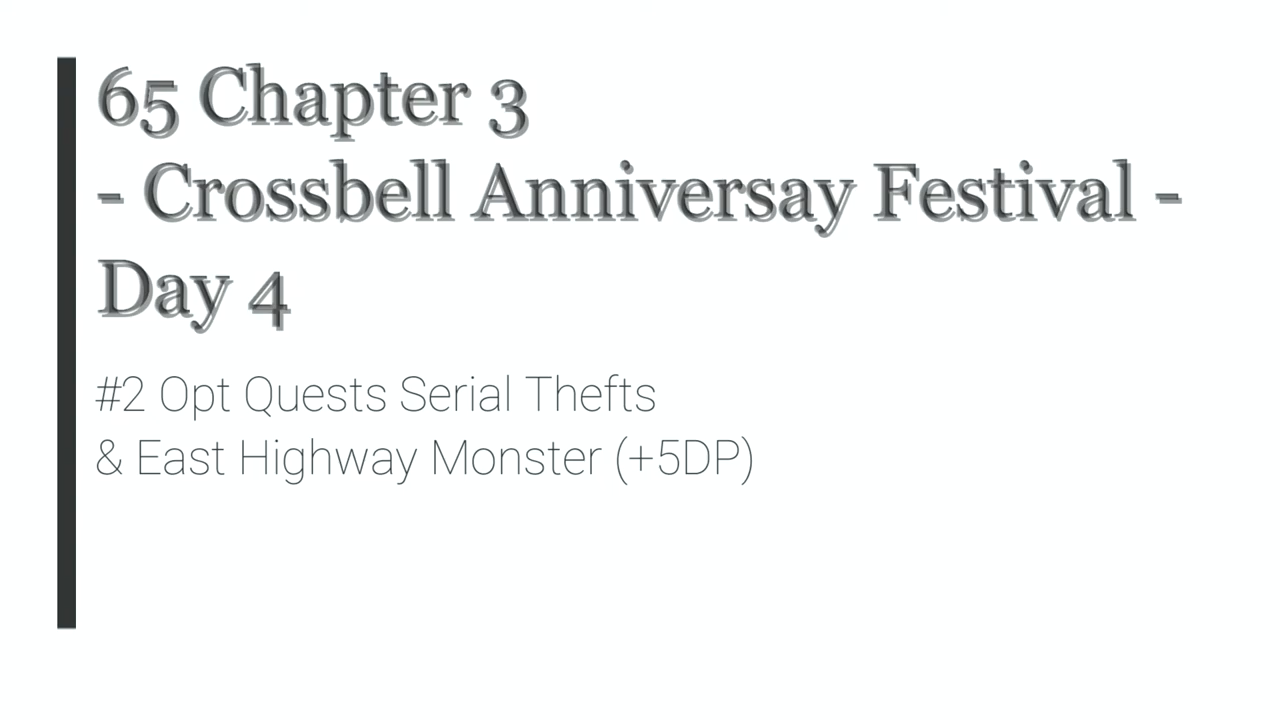 65 Chapter 3
- Crossbell Anniversay Festival -
Day 4
#2 Opt Quests Serial Thefts
& East Highway Monster (+5DP)